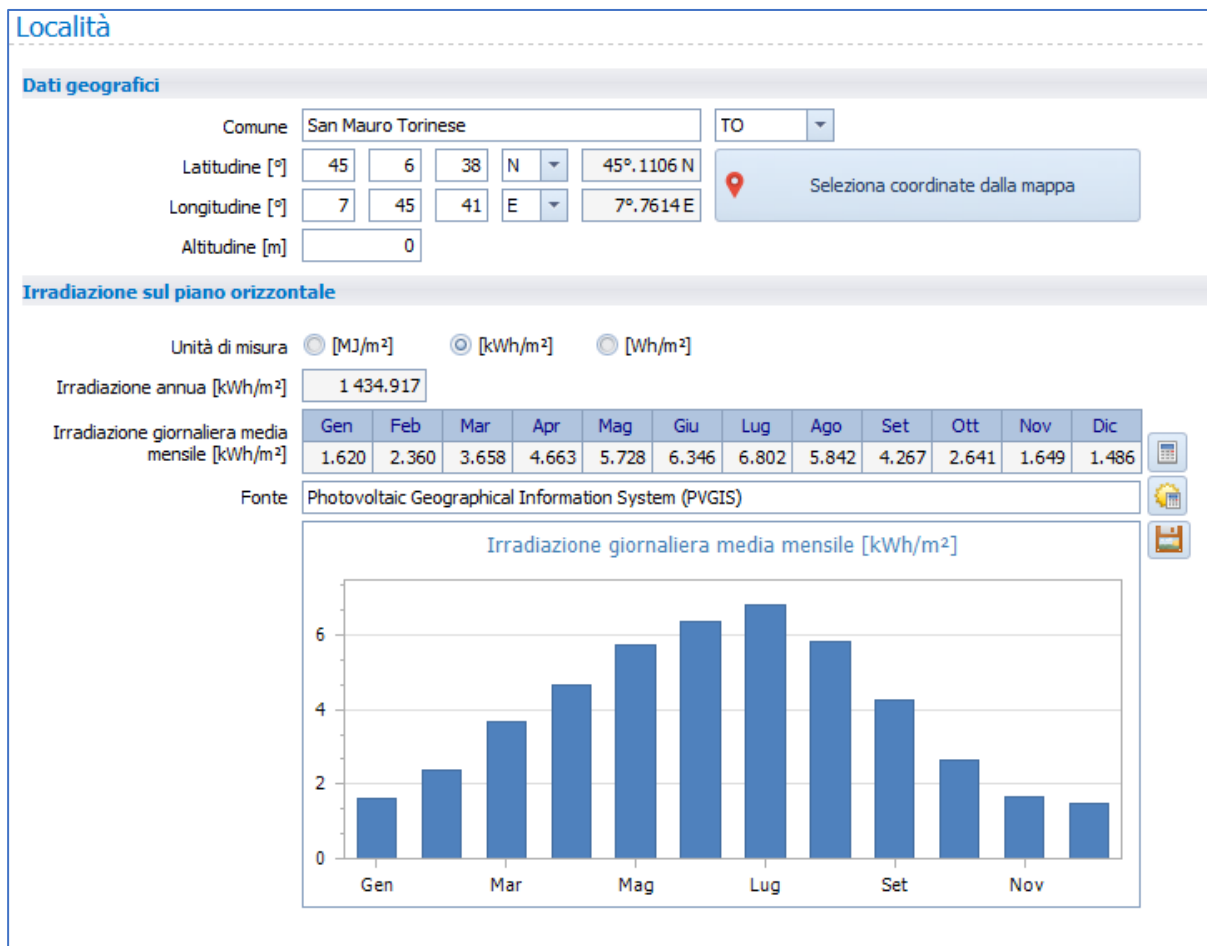 Località
Dati geografici
Comune San Mauro Torinese TO
Latitudine [°] 45 6 38 N 45°.1106 N
Seleziona coordinate dalla mappa
Longitudine [°] 7 45 41 E 7°.7614 E
Altitudine [m] 0
Irradiazione sul piano orizzontale
Unità di misura [MJ/m²] [kWh/m²] [Wh/m²]
Irradiazione annua [kWh/m²] 1 434.917
Irradiazione giornaliera media
mensile [kWh/m²]
Gen Feb Mar Apr Mag Giu Lug Ago Set Ott Nov Dic
1.620 2.360 3.658 4.663 5.728 6.346 6.802 5.842 4.267 2.641 1.649 1.486
Fonte Photovoltaic Geographical Information System (PVGIS)
Irradiazione giornaliera media mensile [kWh/m²]
6
4
2
0
Gen Mar Mag Lug Set Nov